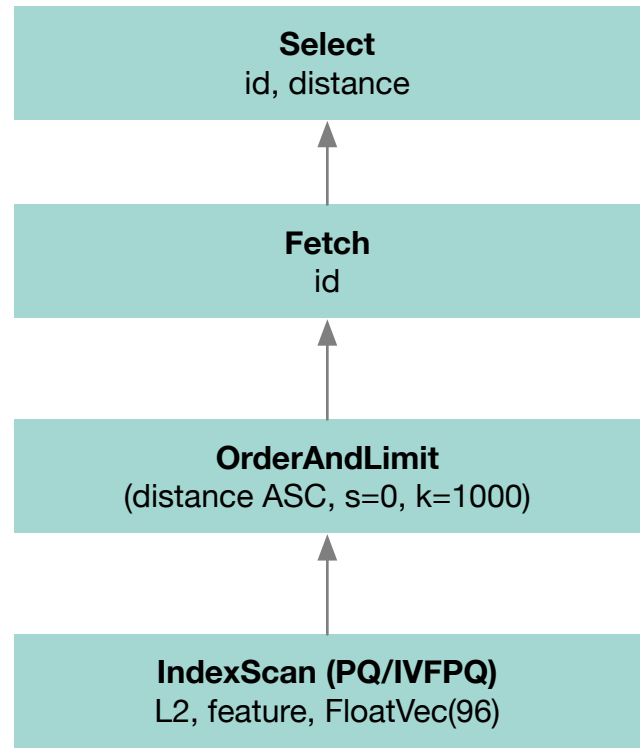 Select
id, distance
Fetch
id
OrderAndLimit
(distance ASC, s=0, k=1000)
IndexScan (PQ/IVFPQ)
L2, feature, FloatVec(96)